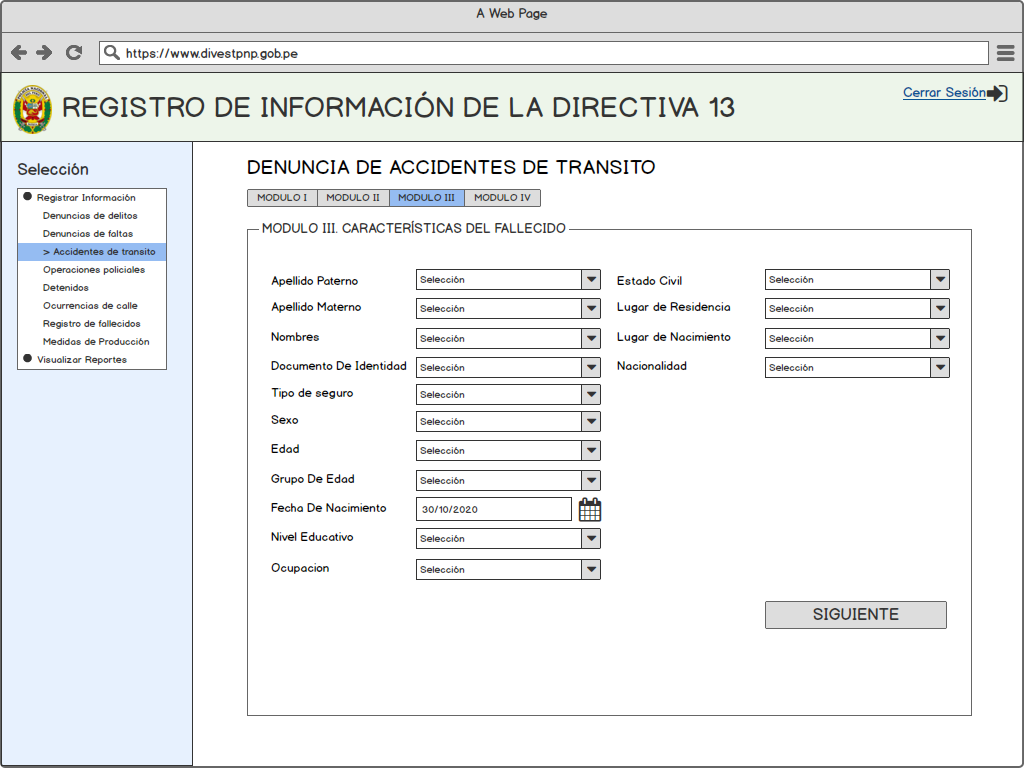 A Web Page
https://www.divestpnp.gob.pe
REGISTRO DE INFORMACIÓN DE LA DIRECTIVA 13
Cerrar Sesión
Selección
Registrar Información
Denuncias de delitos
Denuncias de faltas
> Accidentes de transito
Operaciones policiales
Detenidos
Ocurrencias de calle
Registro de fallecidos
Medidas de Producción
Visualizar Reportes
DENUNCIA DE ACCIDENTES DE TRANSITO
MODULO I MODULO II MODULO III MODULO IV
MODULO III. CARACTERÍSTICAS DEL FALLECIDO
Apellido Paterno Selección Estado Civil Selección
Apellido Materno Selección Lugar de Residencia Selección
Nombres Selección Lugar de Nacimiento Selección
Documento De Identidad Selección Nacionalidad Selección
Tipo de seguro Selección
Sexo Selección
Edad Selección
Grupo De Edad Selección
Fecha De Nacimiento 30/10/2020
Nivel Educativo Selección
Ocupacion Selección
SIGUIENTE